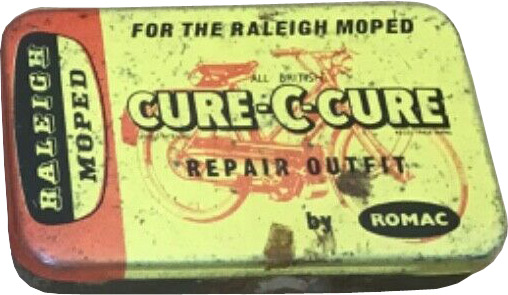 FOR THE RALEIGH MOPED
RALEIGH
MOPED
ALL BRITISH
CURE-C-CURE
REPAIR OUTFIT
by
ROMAC